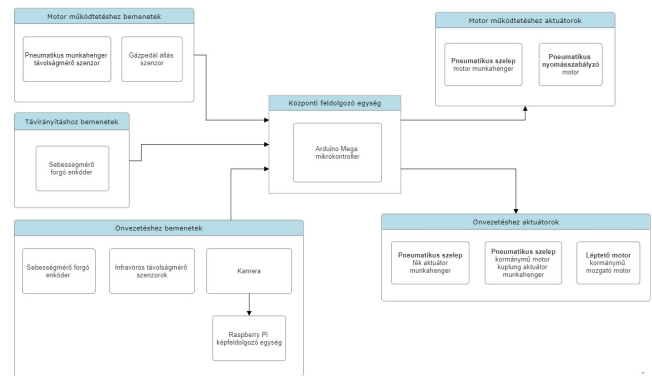 Motor működtetéshez bemenetek
Pneumatikus munkahenger
távolságmérő szenzor
Gázpedál állás
szenzor
Távirányításhoz bemenetek
Sebességmérő
forgó enkóder
Önvezetéshez bemenetek
Sebességmérő forgó
enkóder
Infravörös távolságmérő
szenzorok
Kamera
Raspberry Pi
képfeldolgozó egység
Központi feldolgozó egység
Arduino Mega
mikrokontroller
Motor működtetéshez aktuátorok
Pneumatikus szelep
motor munkahenger
Pneumatikus
nyomásszabályzó
motor
Önvezetéshez aktuátorok
Pneumatikus szelep
fék aktuátor
munkahenger
Pneumatikus szelep
kormánymű motor
kuplung aktuátor
munkahenger
Léptető motor
kormánymű
mozgató motor